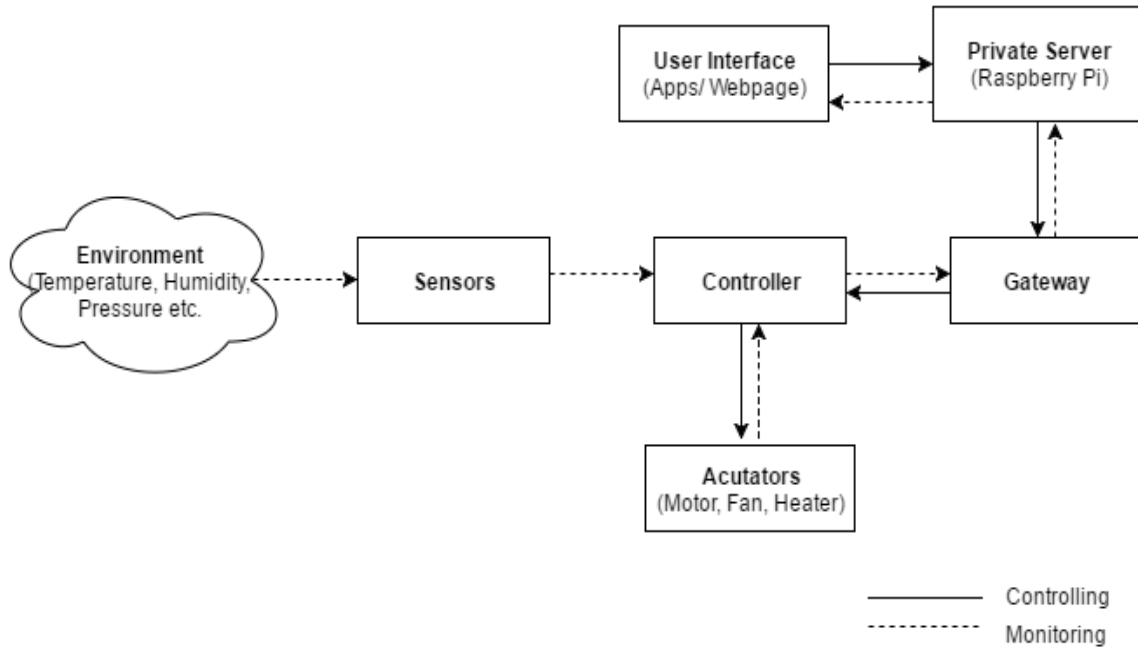 User Interface
(Apps/ Webpage)
Private Server
(Raspberry Pi)
Environment
(Temperature, Humidity,
Pressure etc.
Sensors
Controller
Gateway
Acutators
(Motor, Fan, Heater)
Controlling
Monitoring